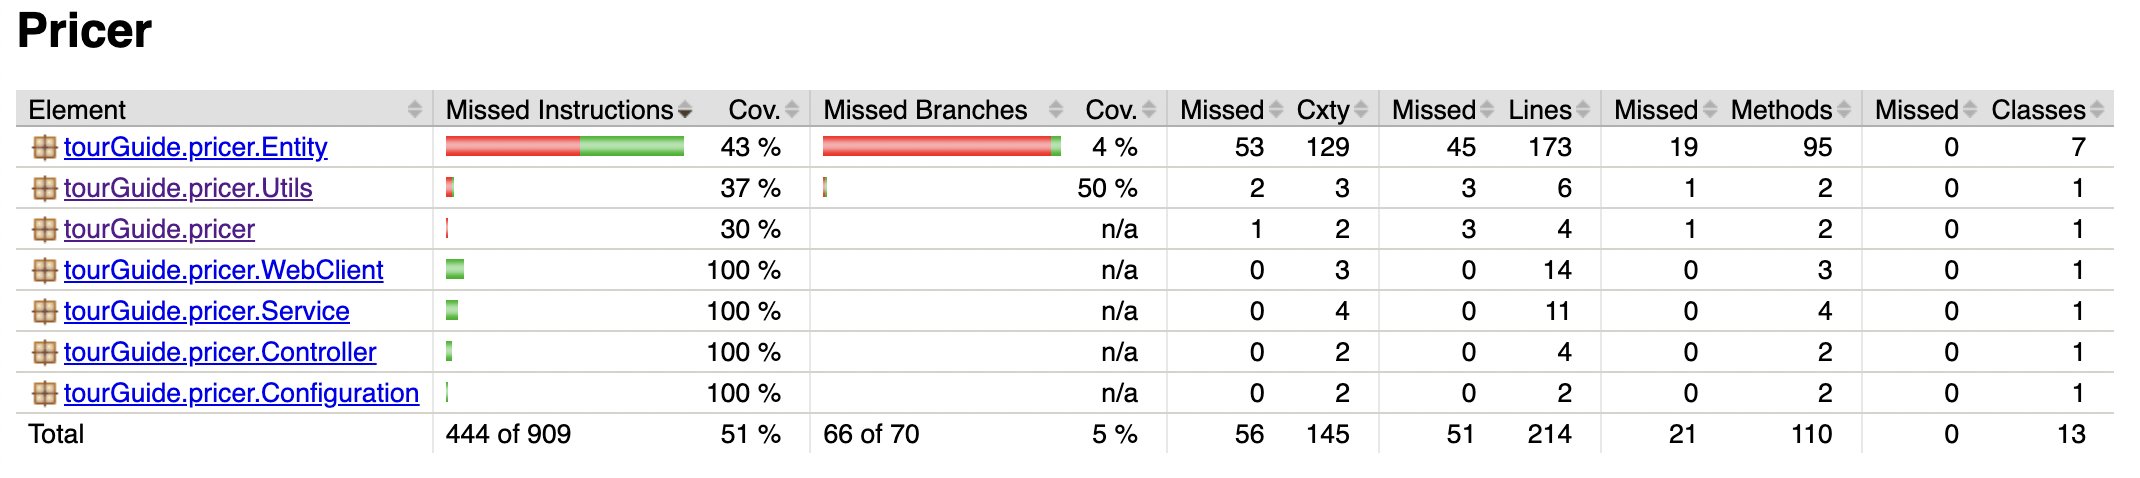 Pricer
Element Missed Instructions Cov. Missed Branches Cov. Missed Cxty Missed Lines Missed Methods Missed Classes
tourGuide.pricer.Entity 43 % 4 % 53 129 45 173 19 95 0 7
tourGuide.pricer.Utils 37 % 50 % 2 3 3 6 1 2 0 1
tourGuide.pricer 30 % n/a 1 2 3 4 1 2 0 1
tourGuide.pricer.WebClient 100 % n/a 0 3 0 14 0 3 0 1
tourGuide.pricer.Service 100 % n/a 0 4 0 11 0 4 0 1
tourGuide.pricer.Controller 100 % n/a 0 2 0 4 0 2 0 1
tourGuide.pricer.Configuration 100 % n/a 0 2 0 2 0 2 0 1
Total 444 of 909 51 % 66 of 70 5 % 56 145 51 214 21 110 0 13